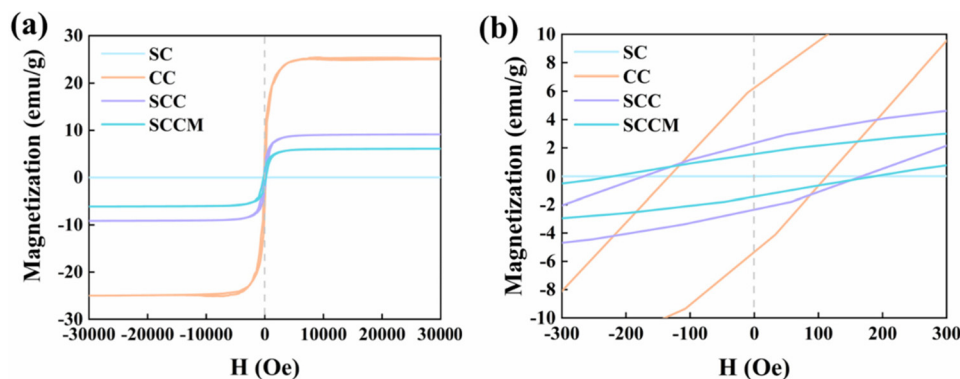 (a)
30
20
10
0
-10
-20
-30
Magnetization (emu/g)
SC
CC
SCC
SCCM
-30000 -20000 -10000 0 10000 20000 30000
H (Oe)
(b)
10
8
6
4
2
0
-2
-4
-6
-8
-10
Magnetization (emu/g)
SC
CC
SCC
SCCM
-300 -200 -100 0 100 200 300
H (Oe)